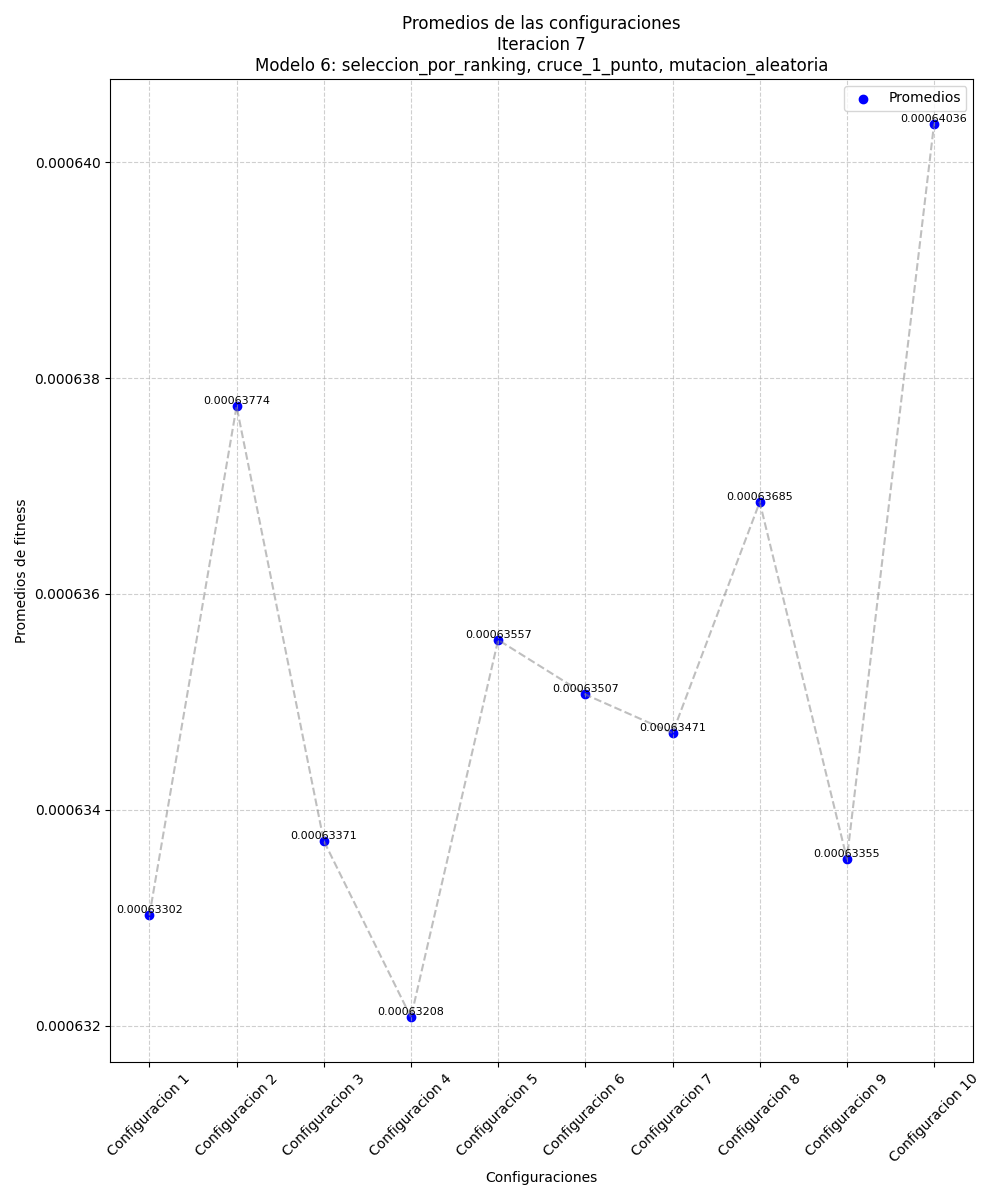 Promedios de las configuraciones
Iteracion 7
Modelo 6: seleccion_por_ranking, cruce_1_punto, mutacion_aleatoria
Promedios
0.00064036
0.000640
0.000638
0.00063774
0.00063685
0.000636
0.00063557
0.00063507
0.00063471
0.000634
0.00063371
0.00063355
0.00063302
0.00063208
0.000632
Promedios de fitness
Configuracion 1
Configuracion 2
Configuracion 3
Configuracion 4
Configuracion 5
Configuracion 6
Configuracion 7
Configuracion 8
Configuracion 9
Configuracion 10
Configuraciones